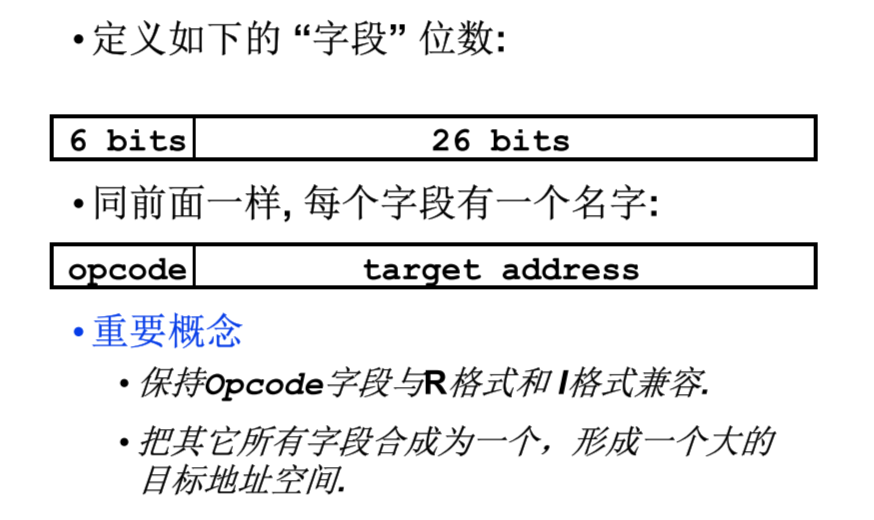 • 定义如下的 “字段” 位数:
6 bits 26 bits
• 同前面一样, 每个字段有一个名字:
opcode target address
• 重要概念
• 保持Opcode字段与R格式和 I格式兼容.
• 把其它所有字段合成为一个，形成一个大的
目标地址空间.